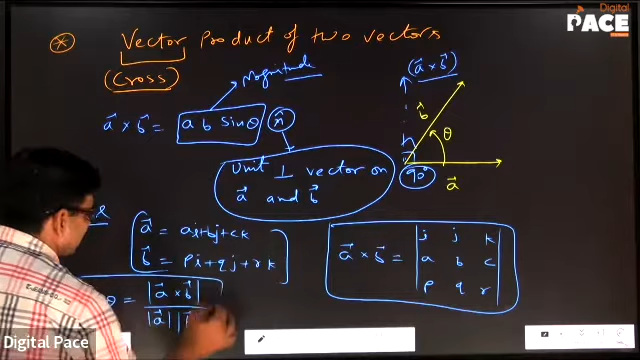 Digital
PACE
⊛ Vector Product of two vectors
(Cross)
Magnitude
(a⃗ × b⃗)
a⃗ × b⃗ = a b sinθ n̂
b⃗
θ
n̂
90°
a⃗
Unit ⊥ vector on
a⃗ and b⃗
a⃗ = ai+bj+ck
b⃗ = pi+qj+rk
a⃗ × b⃗ = | j j k |
| a b c |
| p q r |
θ = |a⃗ × b⃗|
|a⃗| |
Digital Pace